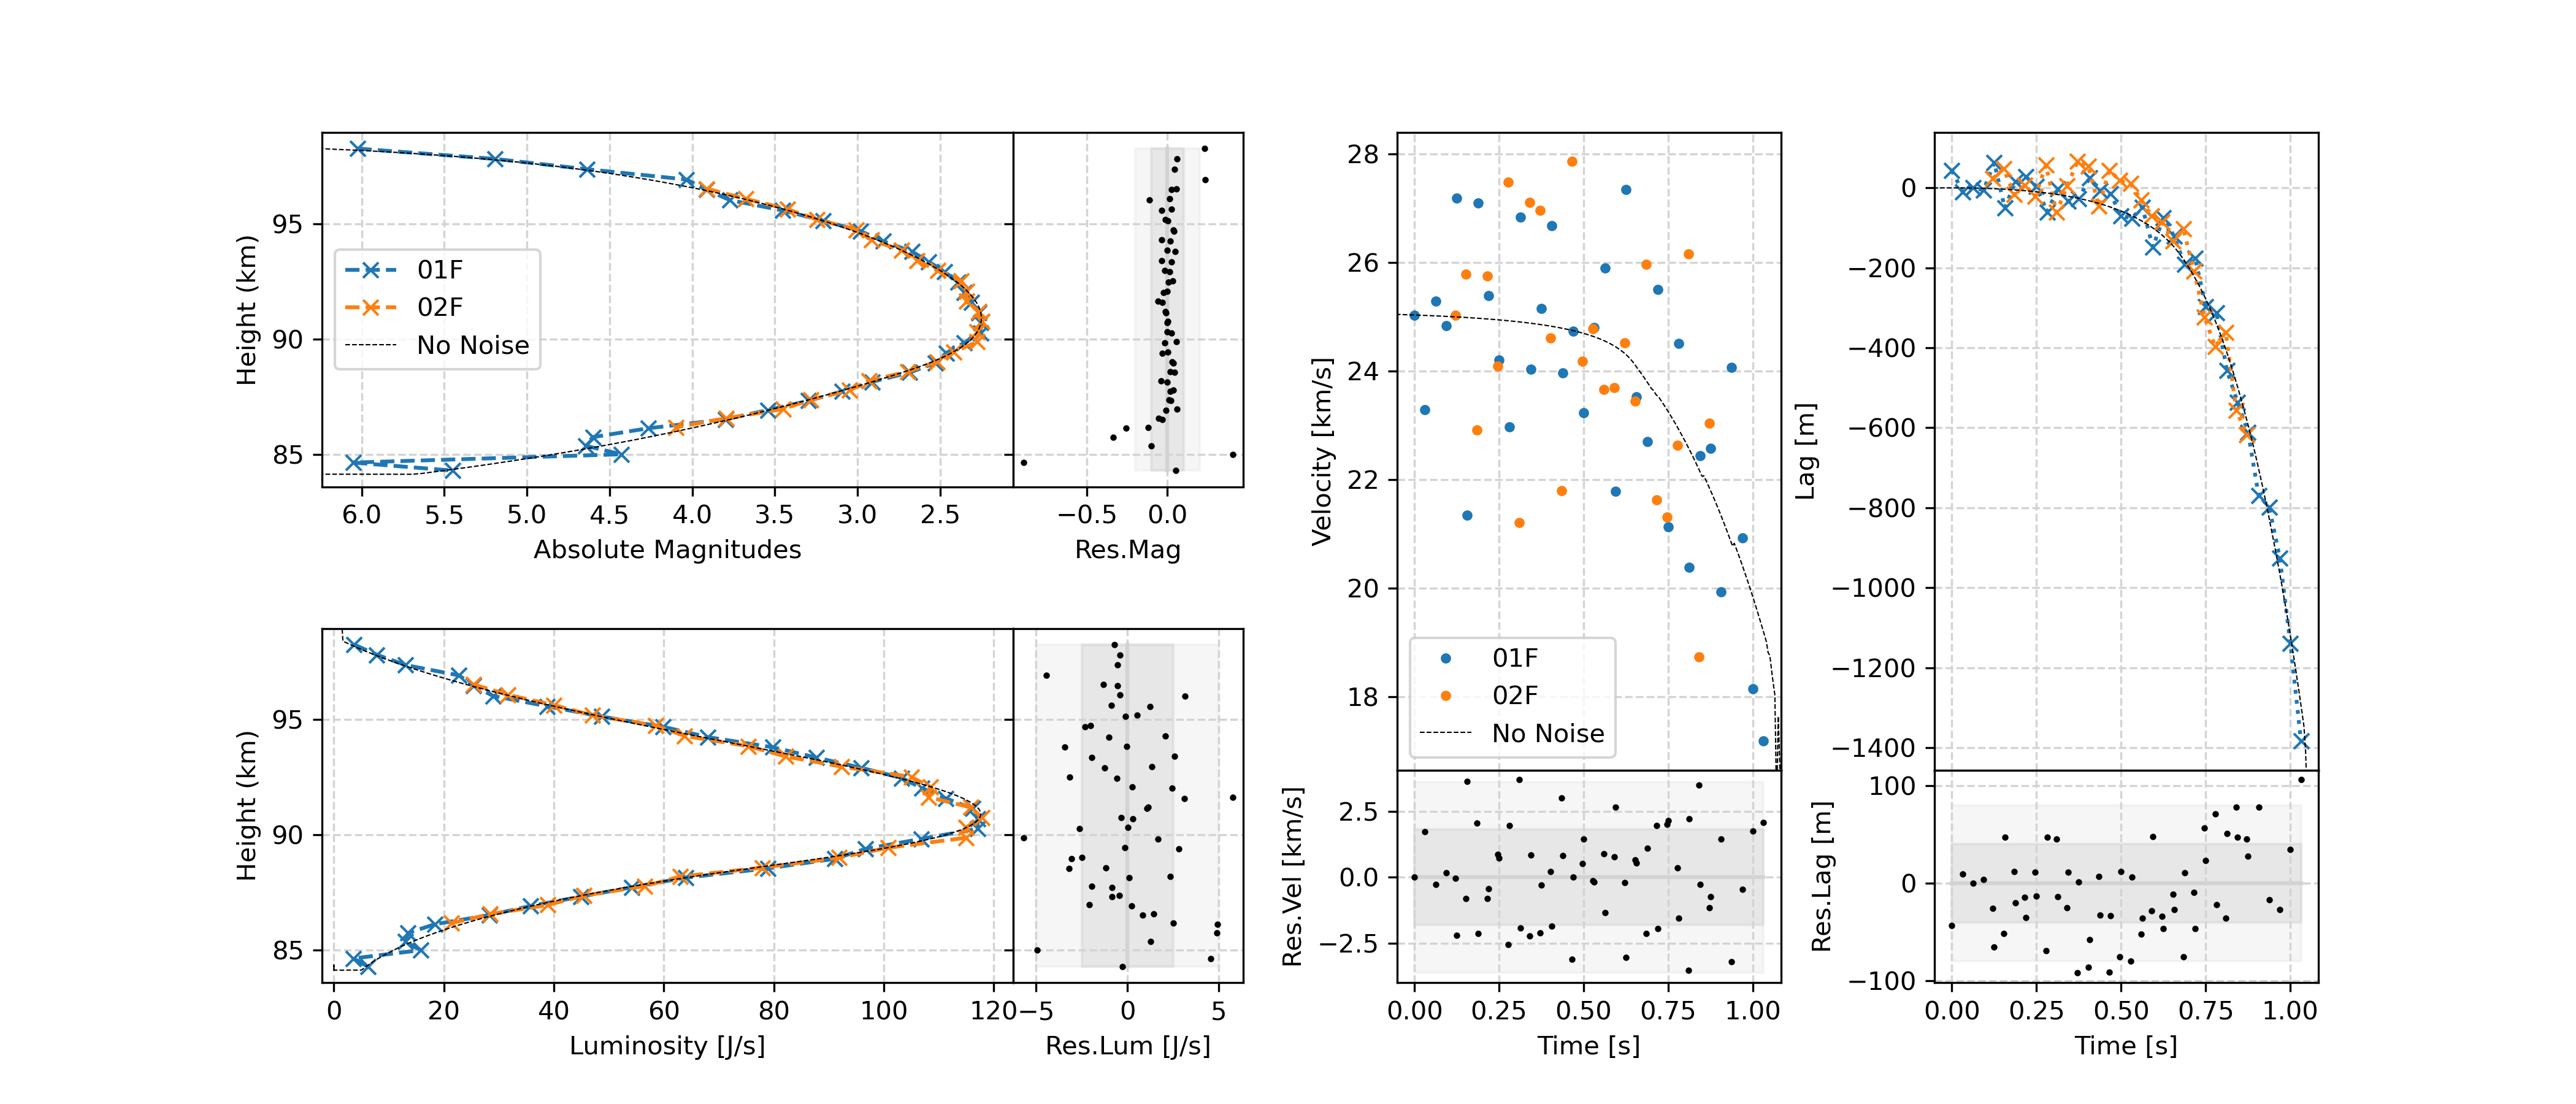 Height (km)
95
90
85
01F
02F
No Noise
6.0 5.5 5.0 4.5 4.0 3.5 3.0 2.5
Absolute Magnitudes
−0.5 0.0
Res.Mag
Height (km)
95
90
85
0 20 40 60 80 100 120
Luminosity [J/s]
−5 0 5
Res.Lum [J/s]
Velocity [km/s]
28
26
24
22
20
18
01F
02F
No Noise
Res.Vel [km/s]
2.5
0.0
−2.5
0.00 0.25 0.50 0.75 1.00
Time [s]
Lag [m]
0
−200
−400
−600
−800
−1000
−1200
−1400
Res.Lag [m]
100
0
−100
0.00 0.25 0.50 0.75 1.00
Time [s]